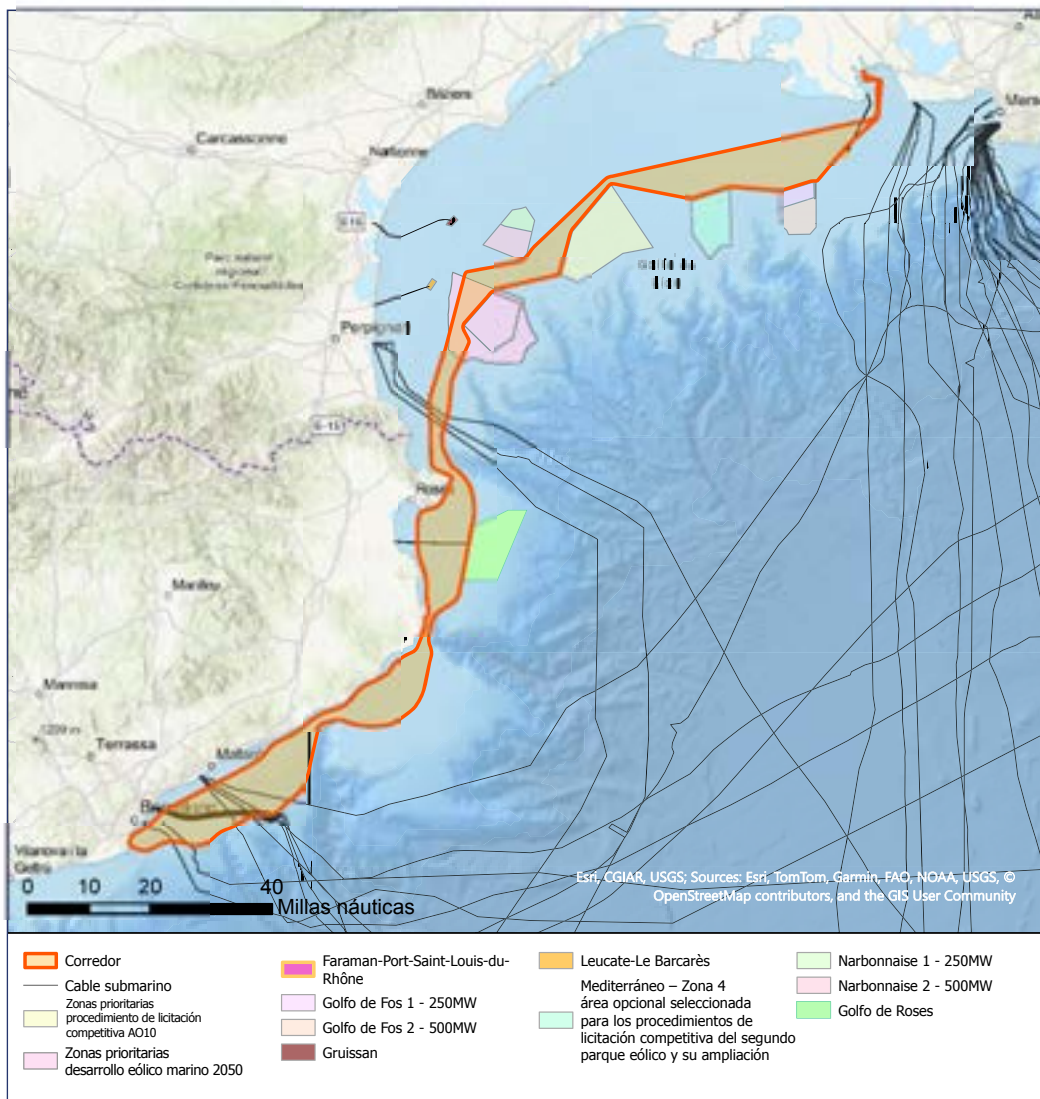 Béziers
Carcassonne
Narbonne
E-15
Parc naturel
régional
Perpigna
E-15
Roses
Manlleu
Manresa
1229 m
Terrassa
Mataró
Vilanova i la
Geltrú
0 10 20 40
Millas náuticas
Esri, CGIAR, USGS; Sources: Esri, TomTom, Garmin, FAO, NOAA, USGS, ©
OpenStreetMap contributors, and the GIS User Community
Corredor
Cable submarino
Zonas prioritarias
procedimiento de licitación
competitiva AO10
Zonas prioritarias
desarrollo eólico marino 2050
Faraman-Port-Saint-Louis-du-
Rhône
Golfo de Fos 1 - 250MW
Golfo de Fos 2 - 500MW
Gruissan
Leucate-Le Barcarès
Mediterráneo – Zona 4
área opcional seleccionada
para los procedimientos de
licitación competitiva del segundo
parque eólico y su ampliación
Narbonnaise 1 - 250MW
Narbonnaise 2 - 500MW
Golfo de Roses